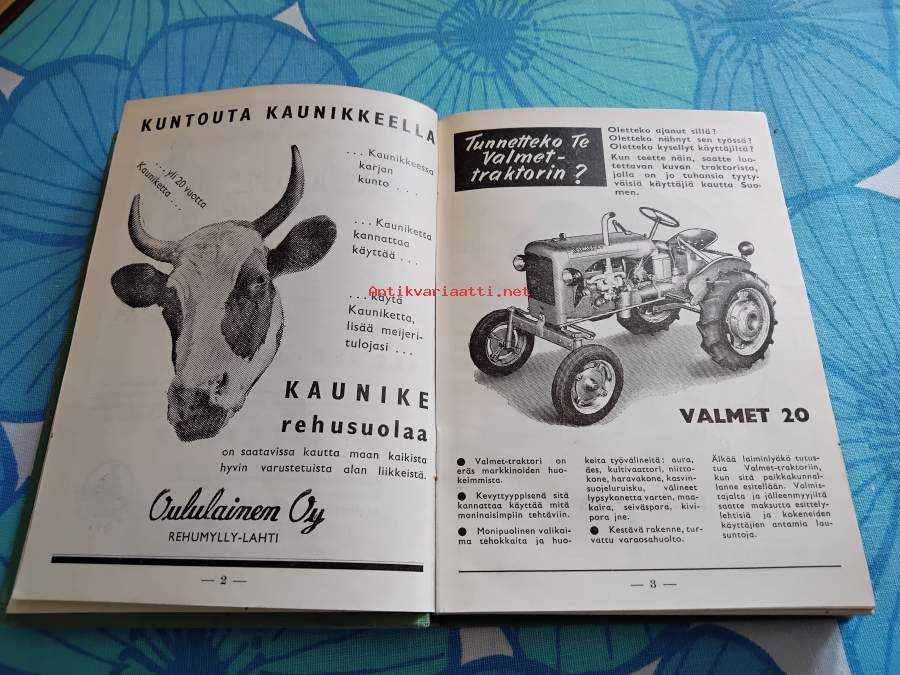 KUNTOUTA KAUNIKKEELLA
... yli 20 vuotta
Kauniketta ...
... Kaunikkeessa
karjan
kunto ....
... Kauniketta
kannattaa
käyttää ...
... käytä
Kauniketta,
lisää meijeri-
tulojasi ...
KAUNIKE
rehusuolaa
on saatavissa kautta maan kaikista
hyvin varustetuista alan liikkeistä.
Oululainen Oy
REHUMYLLY-LAHTI
— 2 —
Tunnetteko Te
Valmet-
traktorin?
Oletteko ajanut sillä?
Oletteko nähnyt sen työssä?
Oletteko kysellyt käyttäjiltä?
Kun teette näin, saatte luo-
tettavan kuvan traktorista,
jolla on jo tuhansia tyyty-
väisiä käyttäjiä kautta Suo-
men.
Antikvariaatti.net
VALMET 20
● Valmet-traktori on
eräs markkinoiden huo-
keimmista.
● Kevyttyyppisenä sitä
kannattaa käyttää mitä
moninaisimpiin tehtäviin.
● Monipuolinen valikoi-
ma tehokkaita ja huo-
keita työvälineitä: aura,
äes, kultivaattori, niitto-
kone, haravakone, kasvin-
suojeluruisku, välineet
lypsykonetta varten, maa-
kaira, seiväspora, kivi-
pora jne.
● Kestävä rakenne, tur-
vattu varaosahuolto.
Älkää laiminlyökö tutus-
tua Valmet-traktoriin,
kun sitä paikkakunnal-
lanne esitellään. Valmis-
tajalta ja jälleenmyyjiltä
saatte maksutta esittely-
lehtisiä ja kokeneiden
käyttäjien antamia lau-
suntoja.
— 3 —